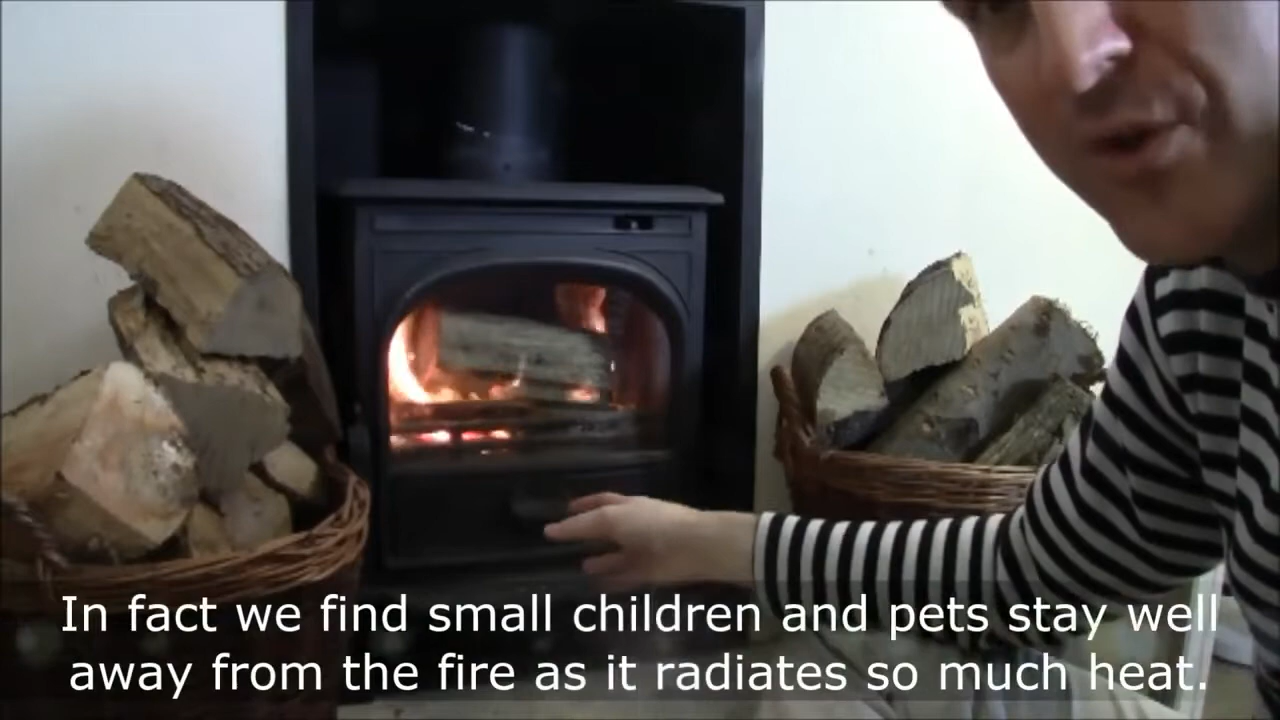 In fact we find small children and pets stay well
away from the fire as it radiates so much heat.